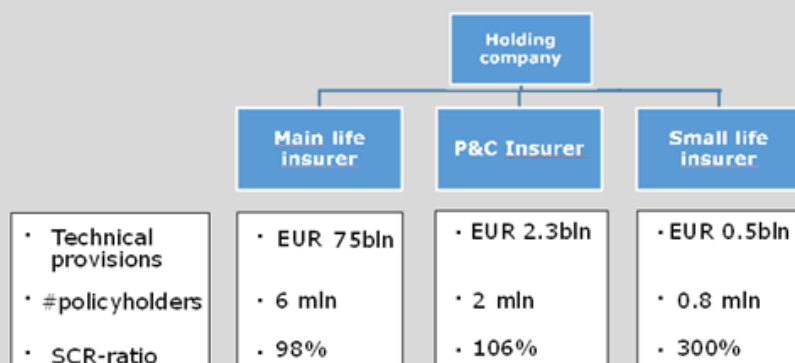 Holding
company
Main life
insurer
P&C Insurer
Small life
insurer
· Technical
provisions
· EUR 75bln
· EUR 2.3bln
· EUR 0.5bln
· #policyholders
· 6 mln
· 2 mln
· 0.8 mln
· SCR-ratio
· 98%
· 106%
· 300%